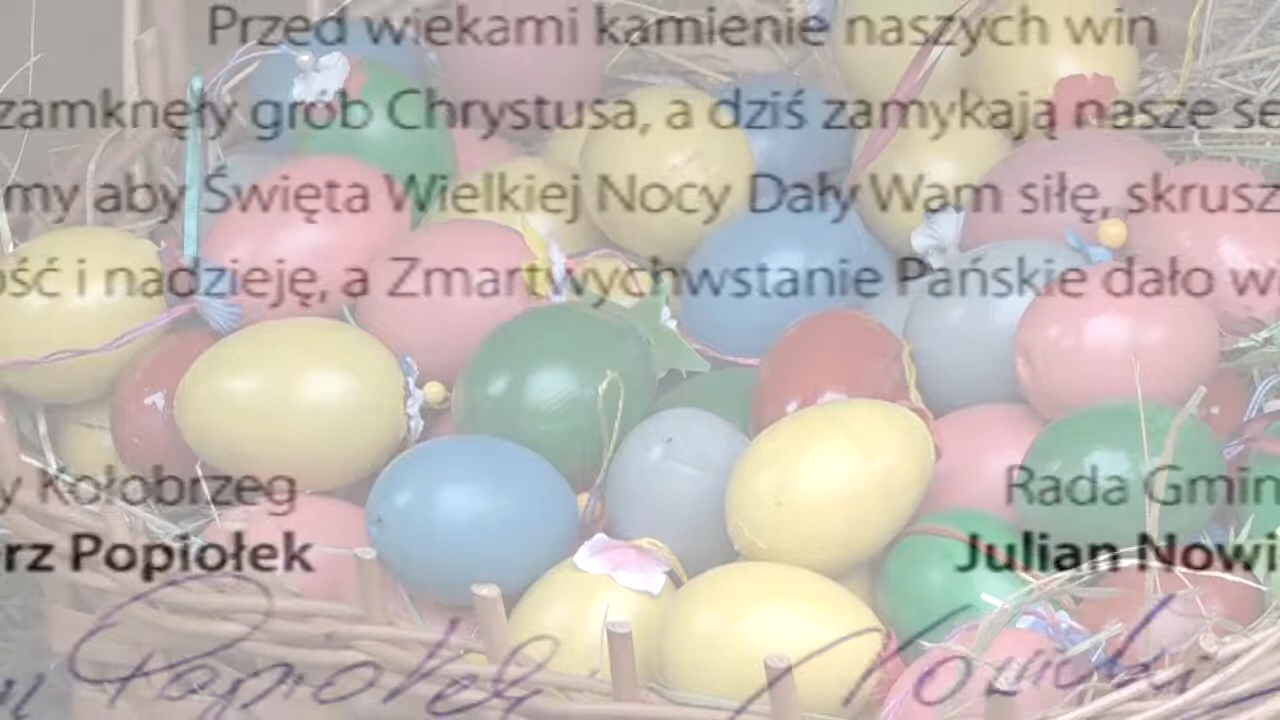 Przed wiekami kamienie naszych win
zamknęły grób Chrystusa, a dziś zamykają nasze se
my aby Święta Wielkiej Nocy Dały Wam siłę, skrusz
ość i nadzieję, a Zmartwychwstanie Pańskie dało w
y Kołobrzeg
Rada Gmin
rz Popiołek
Julian Nowi
Popiołek